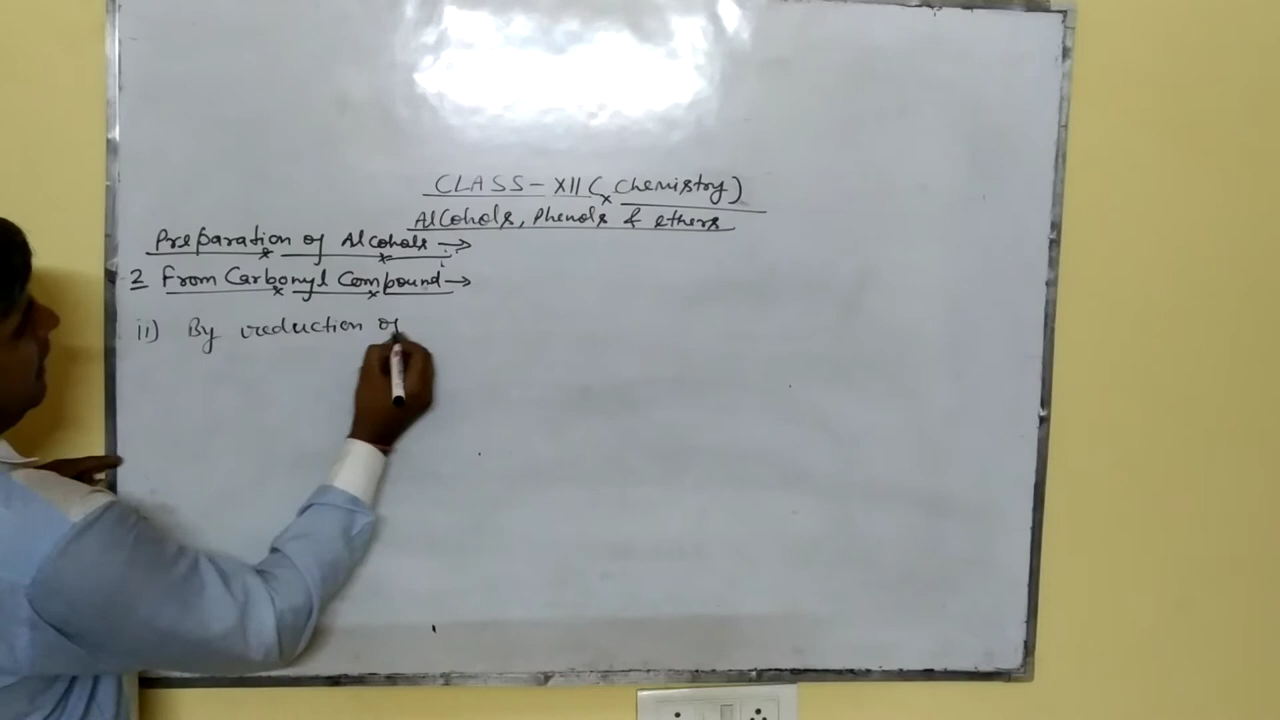 CLASS - XII ( Chemistry )
Alcohols, Phenols & ethers
Preparation of Alcohols →
2 From Carbonyl Compound →
ii) By reduction of